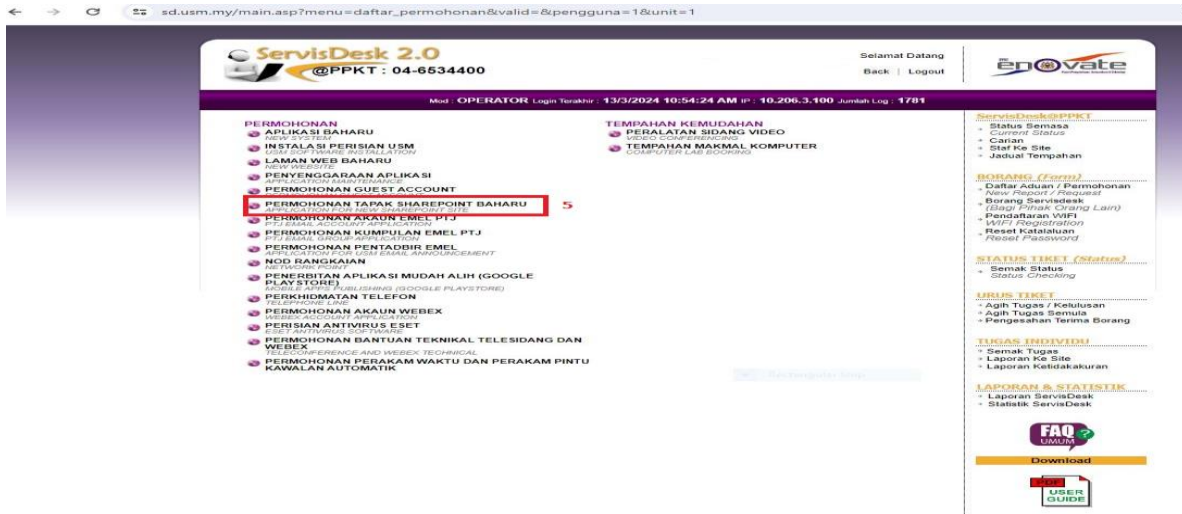 sd.usm.my/main.asp?menu=daftar_permohonan&valid=&pengguna=1&unit=1
ServisDesk 2.0
@PPKT : 04-6534400
Selamat Datang
Back | Logout
enovate
Mod : OPERATOR Login Terakhir : 13/3/2024 10:54:24 AM IP : 10.206.3.100 Jumlah Log : 1781
PERMOHONAN
APLIKASI BAHARU
NEW SYSTEM
INSTALASI PERISIAN USM
USM SOFTWARE INSTALLATION
LAMAN WEB BAHARU
NEW WEBSITE
PENYENGGARAAN APLIKASI
APPLICATION MAINTENANCE
PERMOHONAN GUEST ACCOUNT
PERMOHONAN TAPAK SHAREPOINT BAHARU
APPLICATION FOR NEW SHAREPOINT SITE
5
PERMOHONAN AKAUN EMEL PTJ
PTJ EMAIL ACCOUNT APPLICATION
PERMOHONAN KUMPULAN EMEL PTJ
PTJ EMAIL GROUP APPLICATION
PERMOHONAN PENTADBIR EMEL
APPLICATION FOR USM EMAIL ANNOUNCEMENT
NOD RANGKAIAN
NETWORK POINT
PENERBITAN APLIKASI MUDAH ALIH (GOOGLE
PLAYSTORE)
MOBILE APPS PUBLISHING (GOOGLE PLAYSTORE)
PERKHIDMATAN TELEFON
TELEPHONE LINE
PERMOHONAN AKAUN WEBEX
WEBEX ACCOUNT APPLICATION
PERISIAN ANTIVIRUS ESET
ESET ANTIVIRUS SOFTWARE
PERMOHONAN BANTUAN TEKNIKAL TELESIDANG DAN
WEBEX
TELECONFERENCE AND WEBEX TECHNICAL
PERMOHONAN PERAKAM WAKTU DAN PERAKAM PINTU
KAWALAN AUTOMATIK
TEMPAHAN KEMUDAHAN
PERALATAN SIDANG VIDEO
VIDEO CONFERENCING
TEMPAHAN MAKMAL KOMPUTER
COMPUTER LAB BOOKING
Rectangular Snip
ServisDesk@PPKT
Status Semasa
Current Status
Carian
Staf Ke Site
Jadual Tempahan
BORANG (Form)
Daftar Aduan / Permohonan
New Report / Request
Borang Servisdesk
(Bagi Pihak Orang Lain)
Pendaftaran WiFI
WiFI Registration
Reset Katalaluan
Reset Password
STATUS TIKET (Status)
Semak Status
Status Checking
URUS TIKET
Agih Tugas / Kelulusan
Agih Tugas Semula
Pengesahan Terima Borang
TUGAS INDIVIDU
Semak Tugas
Laporan Ke Site
Laporan Ketidakakuran
LAPORAN & STATISTIK
Laporan ServisDesk
Statistik ServisDesk
FAQ ?
UMUM
Download
PDF
USER
GUIDE